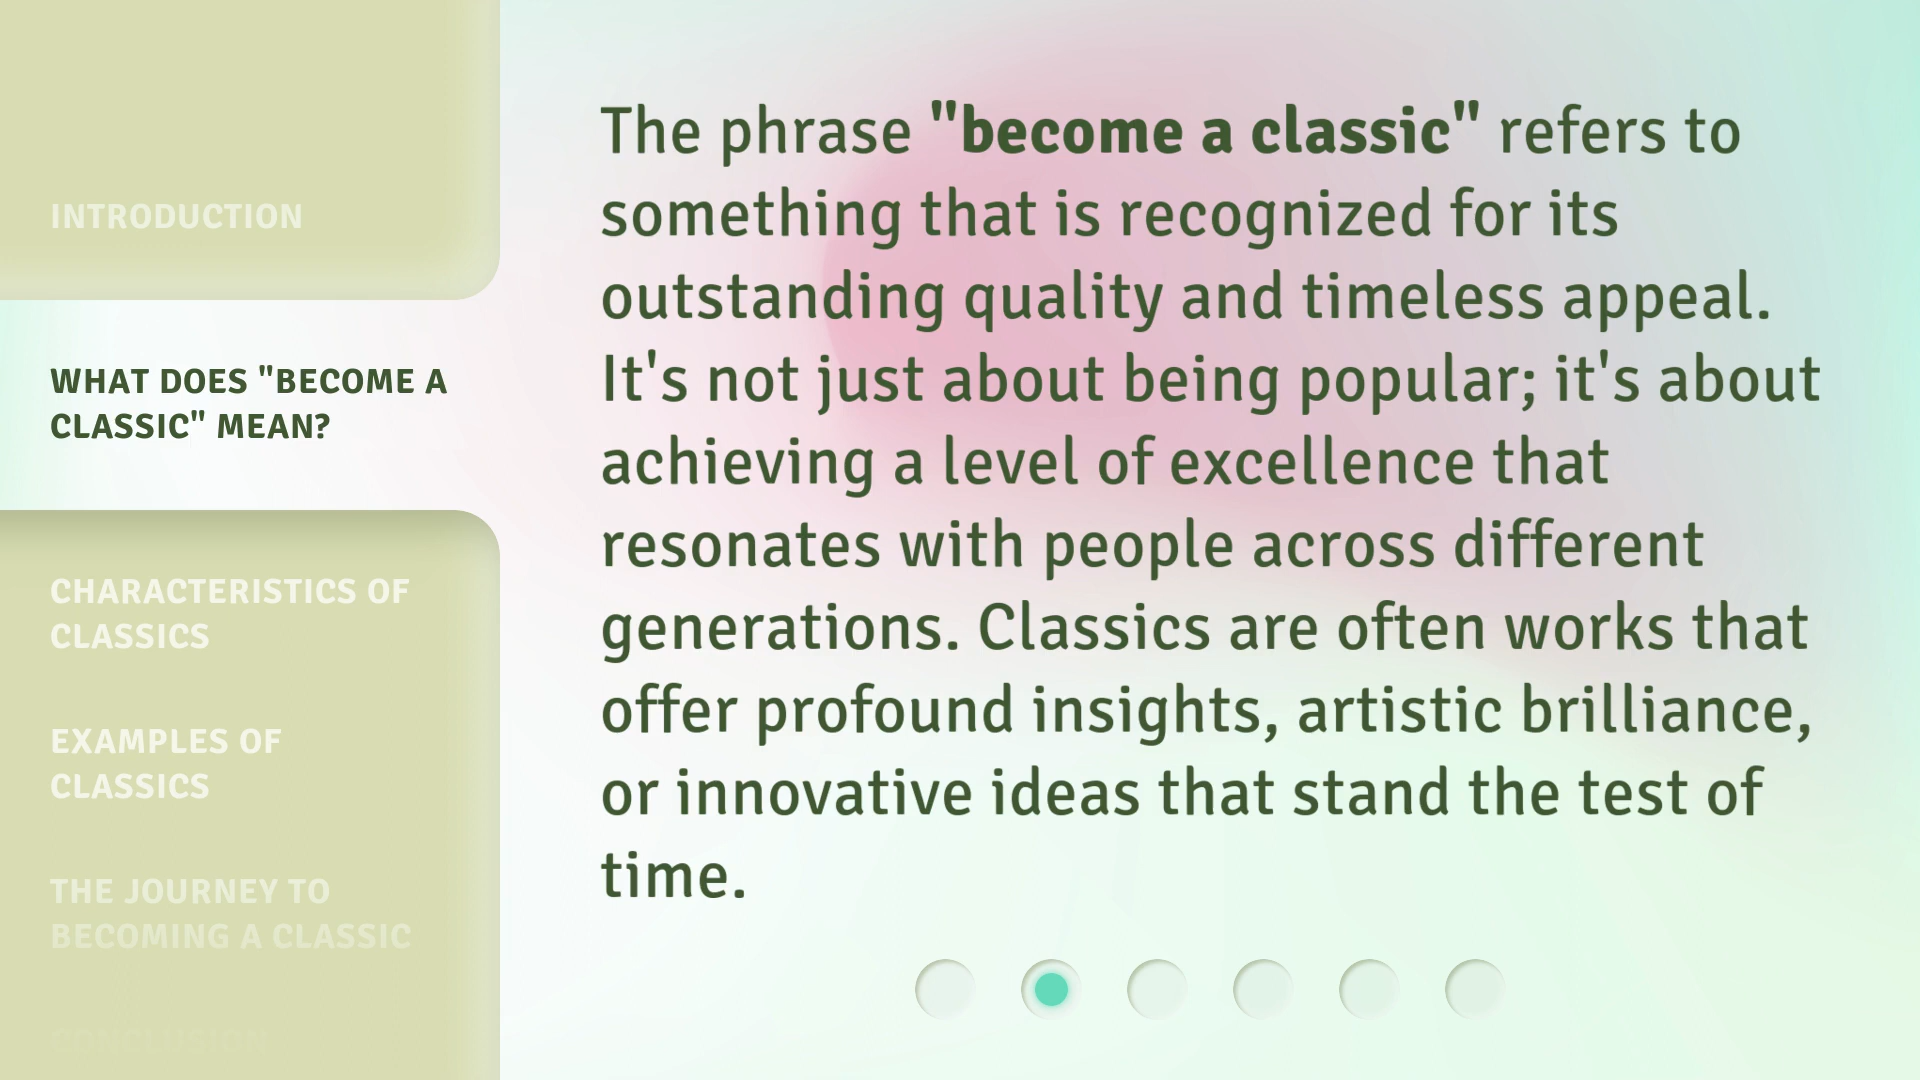 INTRODUCTION
WHAT DOES "BECOME A
CLASSIC" MEAN?
CHARACTERISTICS OF
CLASSICS
EXAMPLES OF
CLASSICS
THE JOURNEY TO
BECOMING A CLASSIC
CONCLUSION
The phrase "become a classic" refers to
something that is recognized for its
outstanding quality and timeless appeal.
It's not just about being popular; it's about
achieving a level of excellence that
resonates with people across different
generations. Classics are often works that
offer profound insights, artistic brilliance,
or innovative ideas that stand the test of
time.